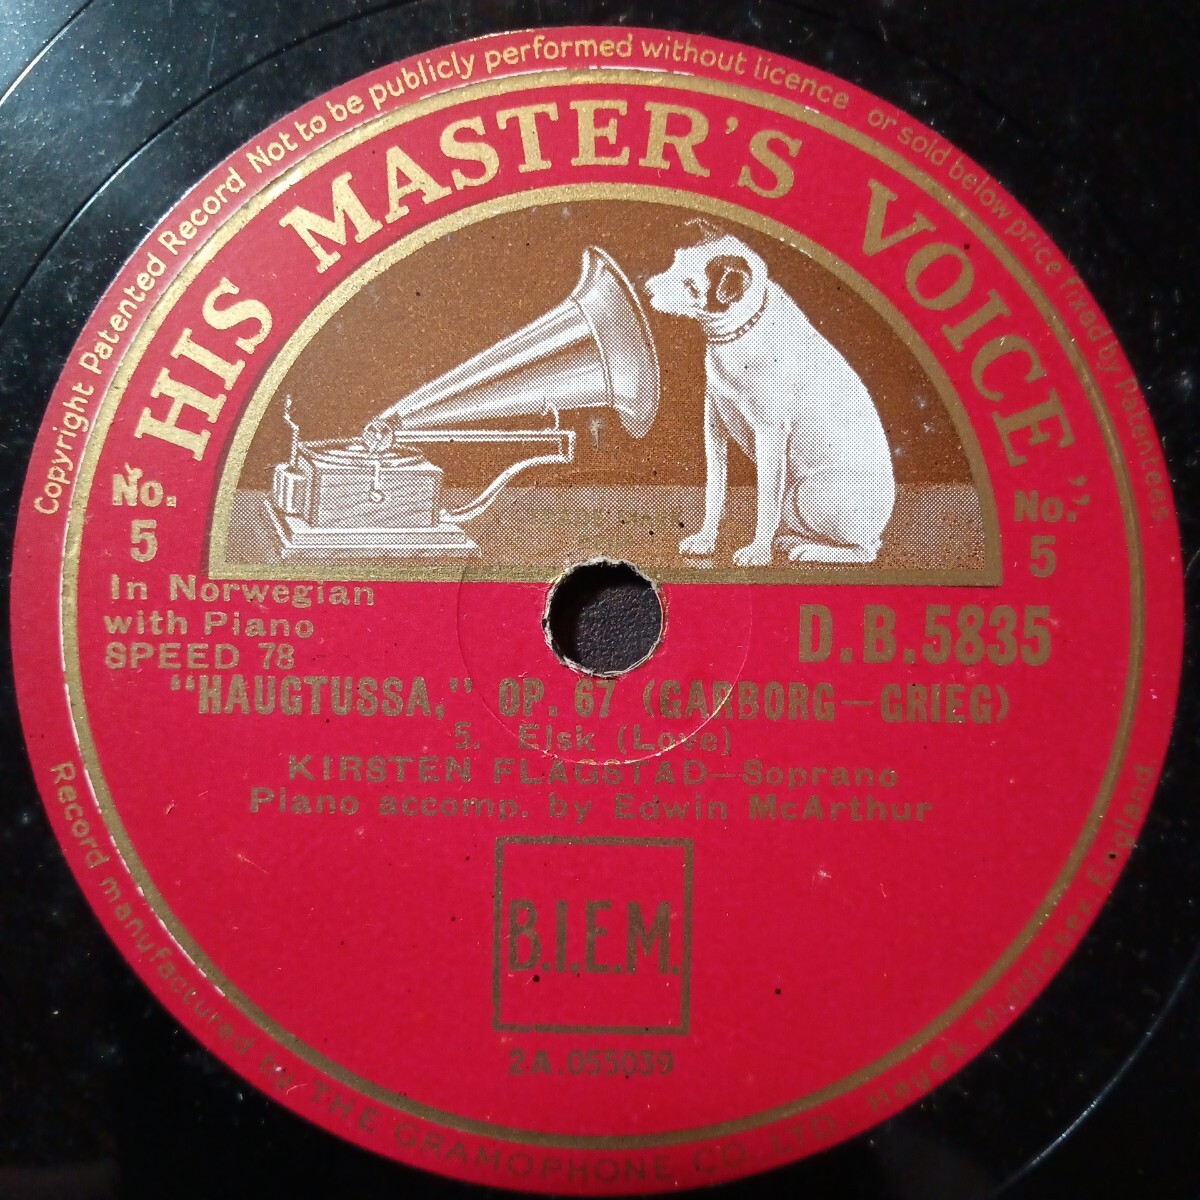 Copyright Patented Record Not to be publicly performed without licence or sold below price fixed by Patentees
"HIS MASTER'S VOICE"
No. 5
No. 5
In Norwegian
with Piano
SPEED 78
D.B.5835
"HAUGTUSSA," OP. 67 (GARBORG—GRIEG)
5. Elsk (Love)
KIRSTEN FLAGSTAD—Soprano
Piano accomp. by Edwin McArthur
B.I.E.M.
2A.055039
Record manufactured by THE GRAMOPHONE CO. LTD., Hayes, Middlesex, England